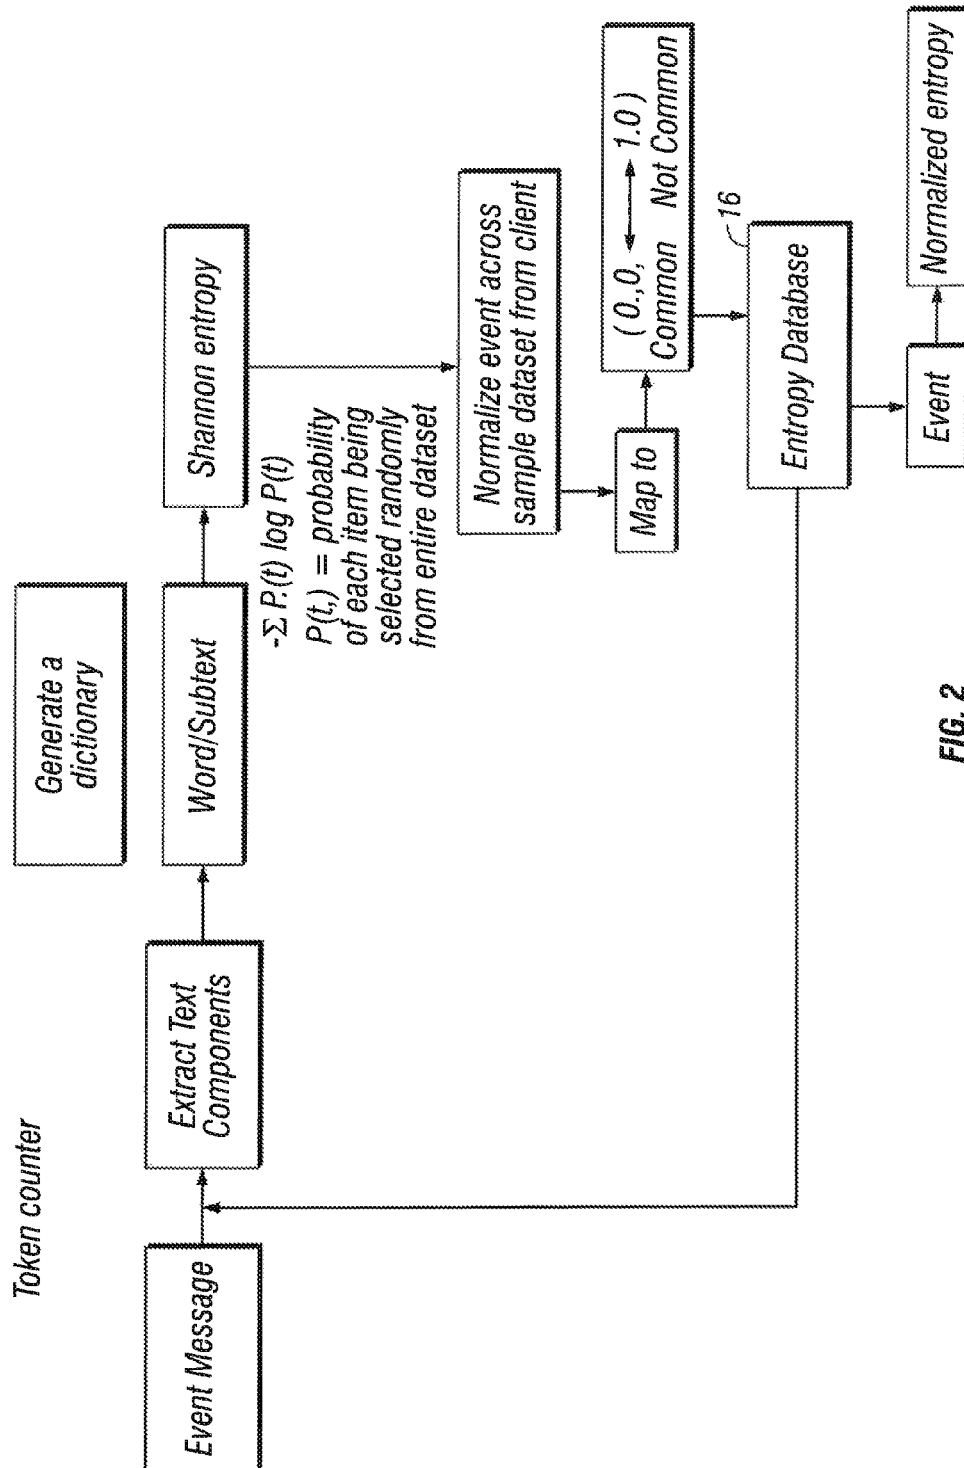 Token counter
Generate a
dictionary
Event Message
Extract Text
Components
Word/Subtext
Shannon entropy
-Σ P.(t) log P(t)
P(t,) = probability
of each item being
selected randomly
from entire dataset
Normalize event across
sample dataset from client
Map to
( 0.,0, 1.0 )
Common Not Common
16
Entropy Database
Event
Normalized entropy
FIG. 2